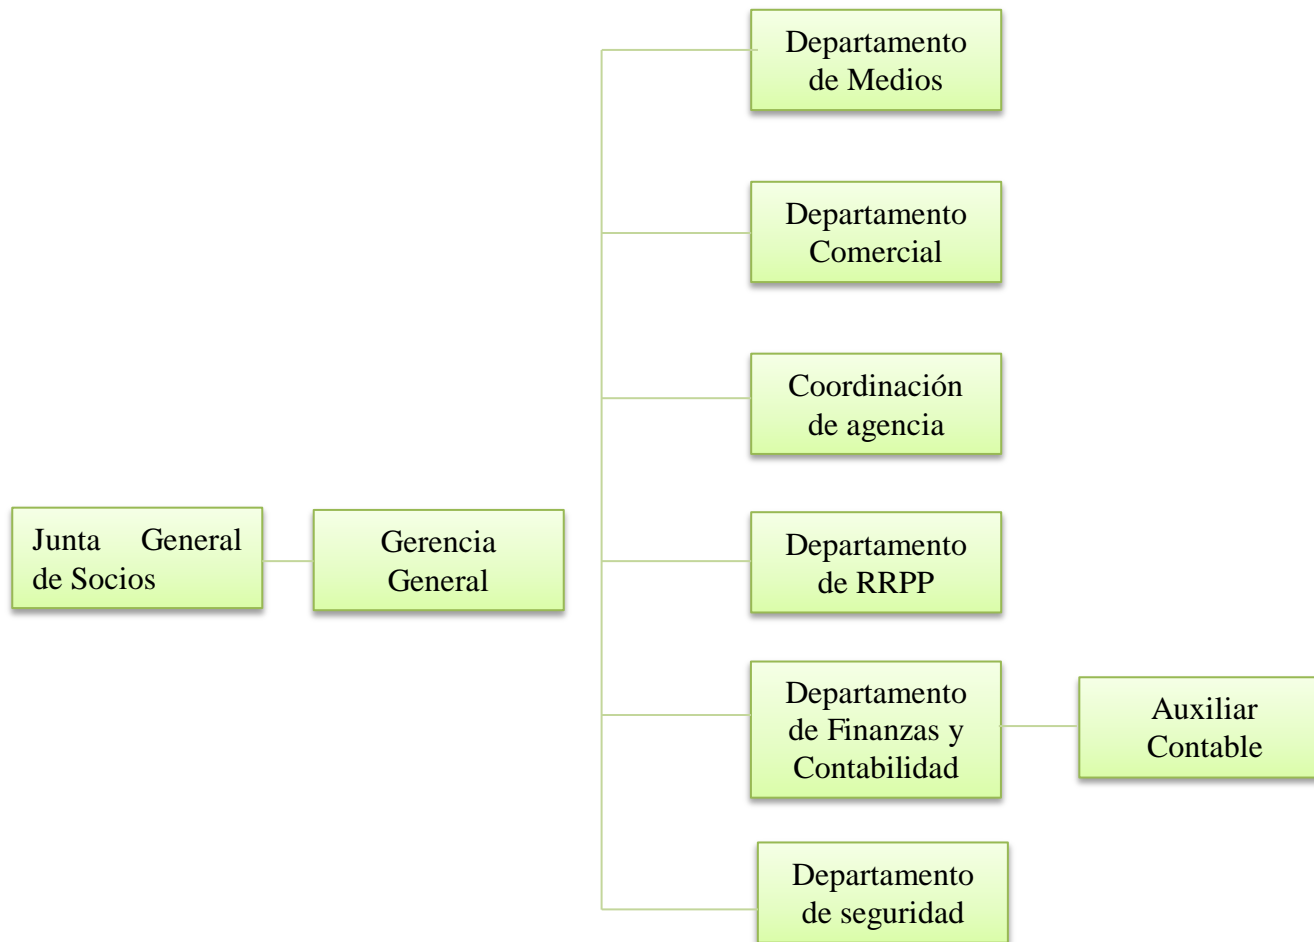 Departamento
de Medios
Departamento
Comercial
Coordinación
de agencia
Junta General
de Socios
Gerencia
General
Departamento
de RRPP
Departamento
de Finanzas y
Contabilidad
Auxiliar
Contable
Departamento
de seguridad